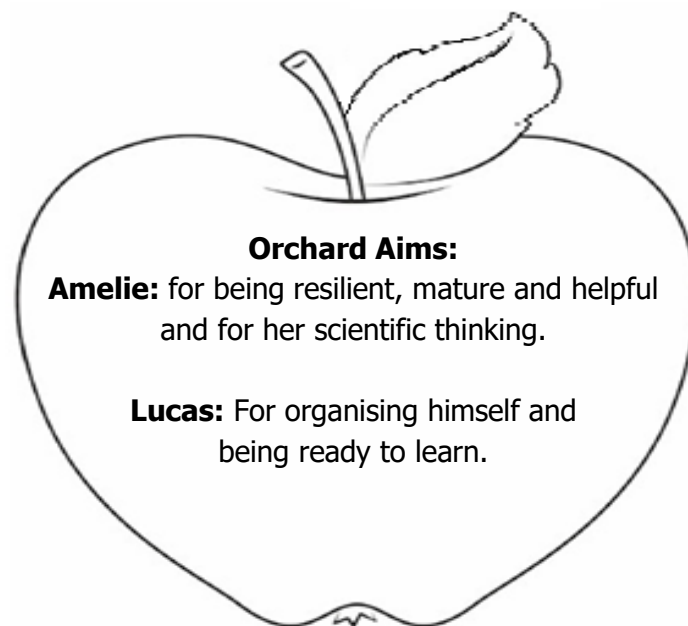 Orchard Aims:
Amelie: for being resilient, mature and helpful
and for her scientific thinking.
Lucas: For organising himself and
being ready to learn.